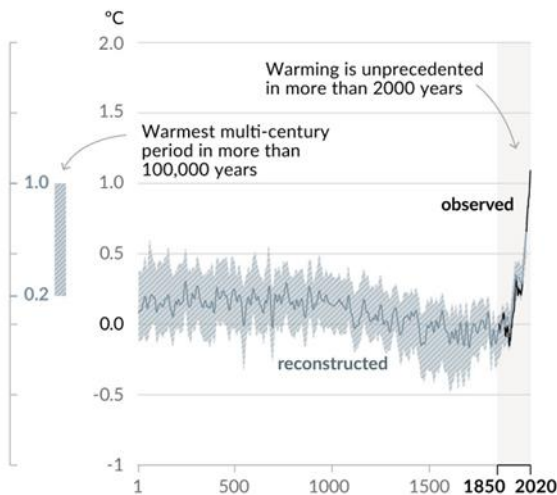 °C
2.0
Warming is unprecedented
in more than 2000 years
1.5
Warmest multi-century
period in more than
100,000 years
1.0
1.0
observed
0.5
0.2
0.0
reconstructed
-0.5
-1
1
500
1000
1500
1850
2020